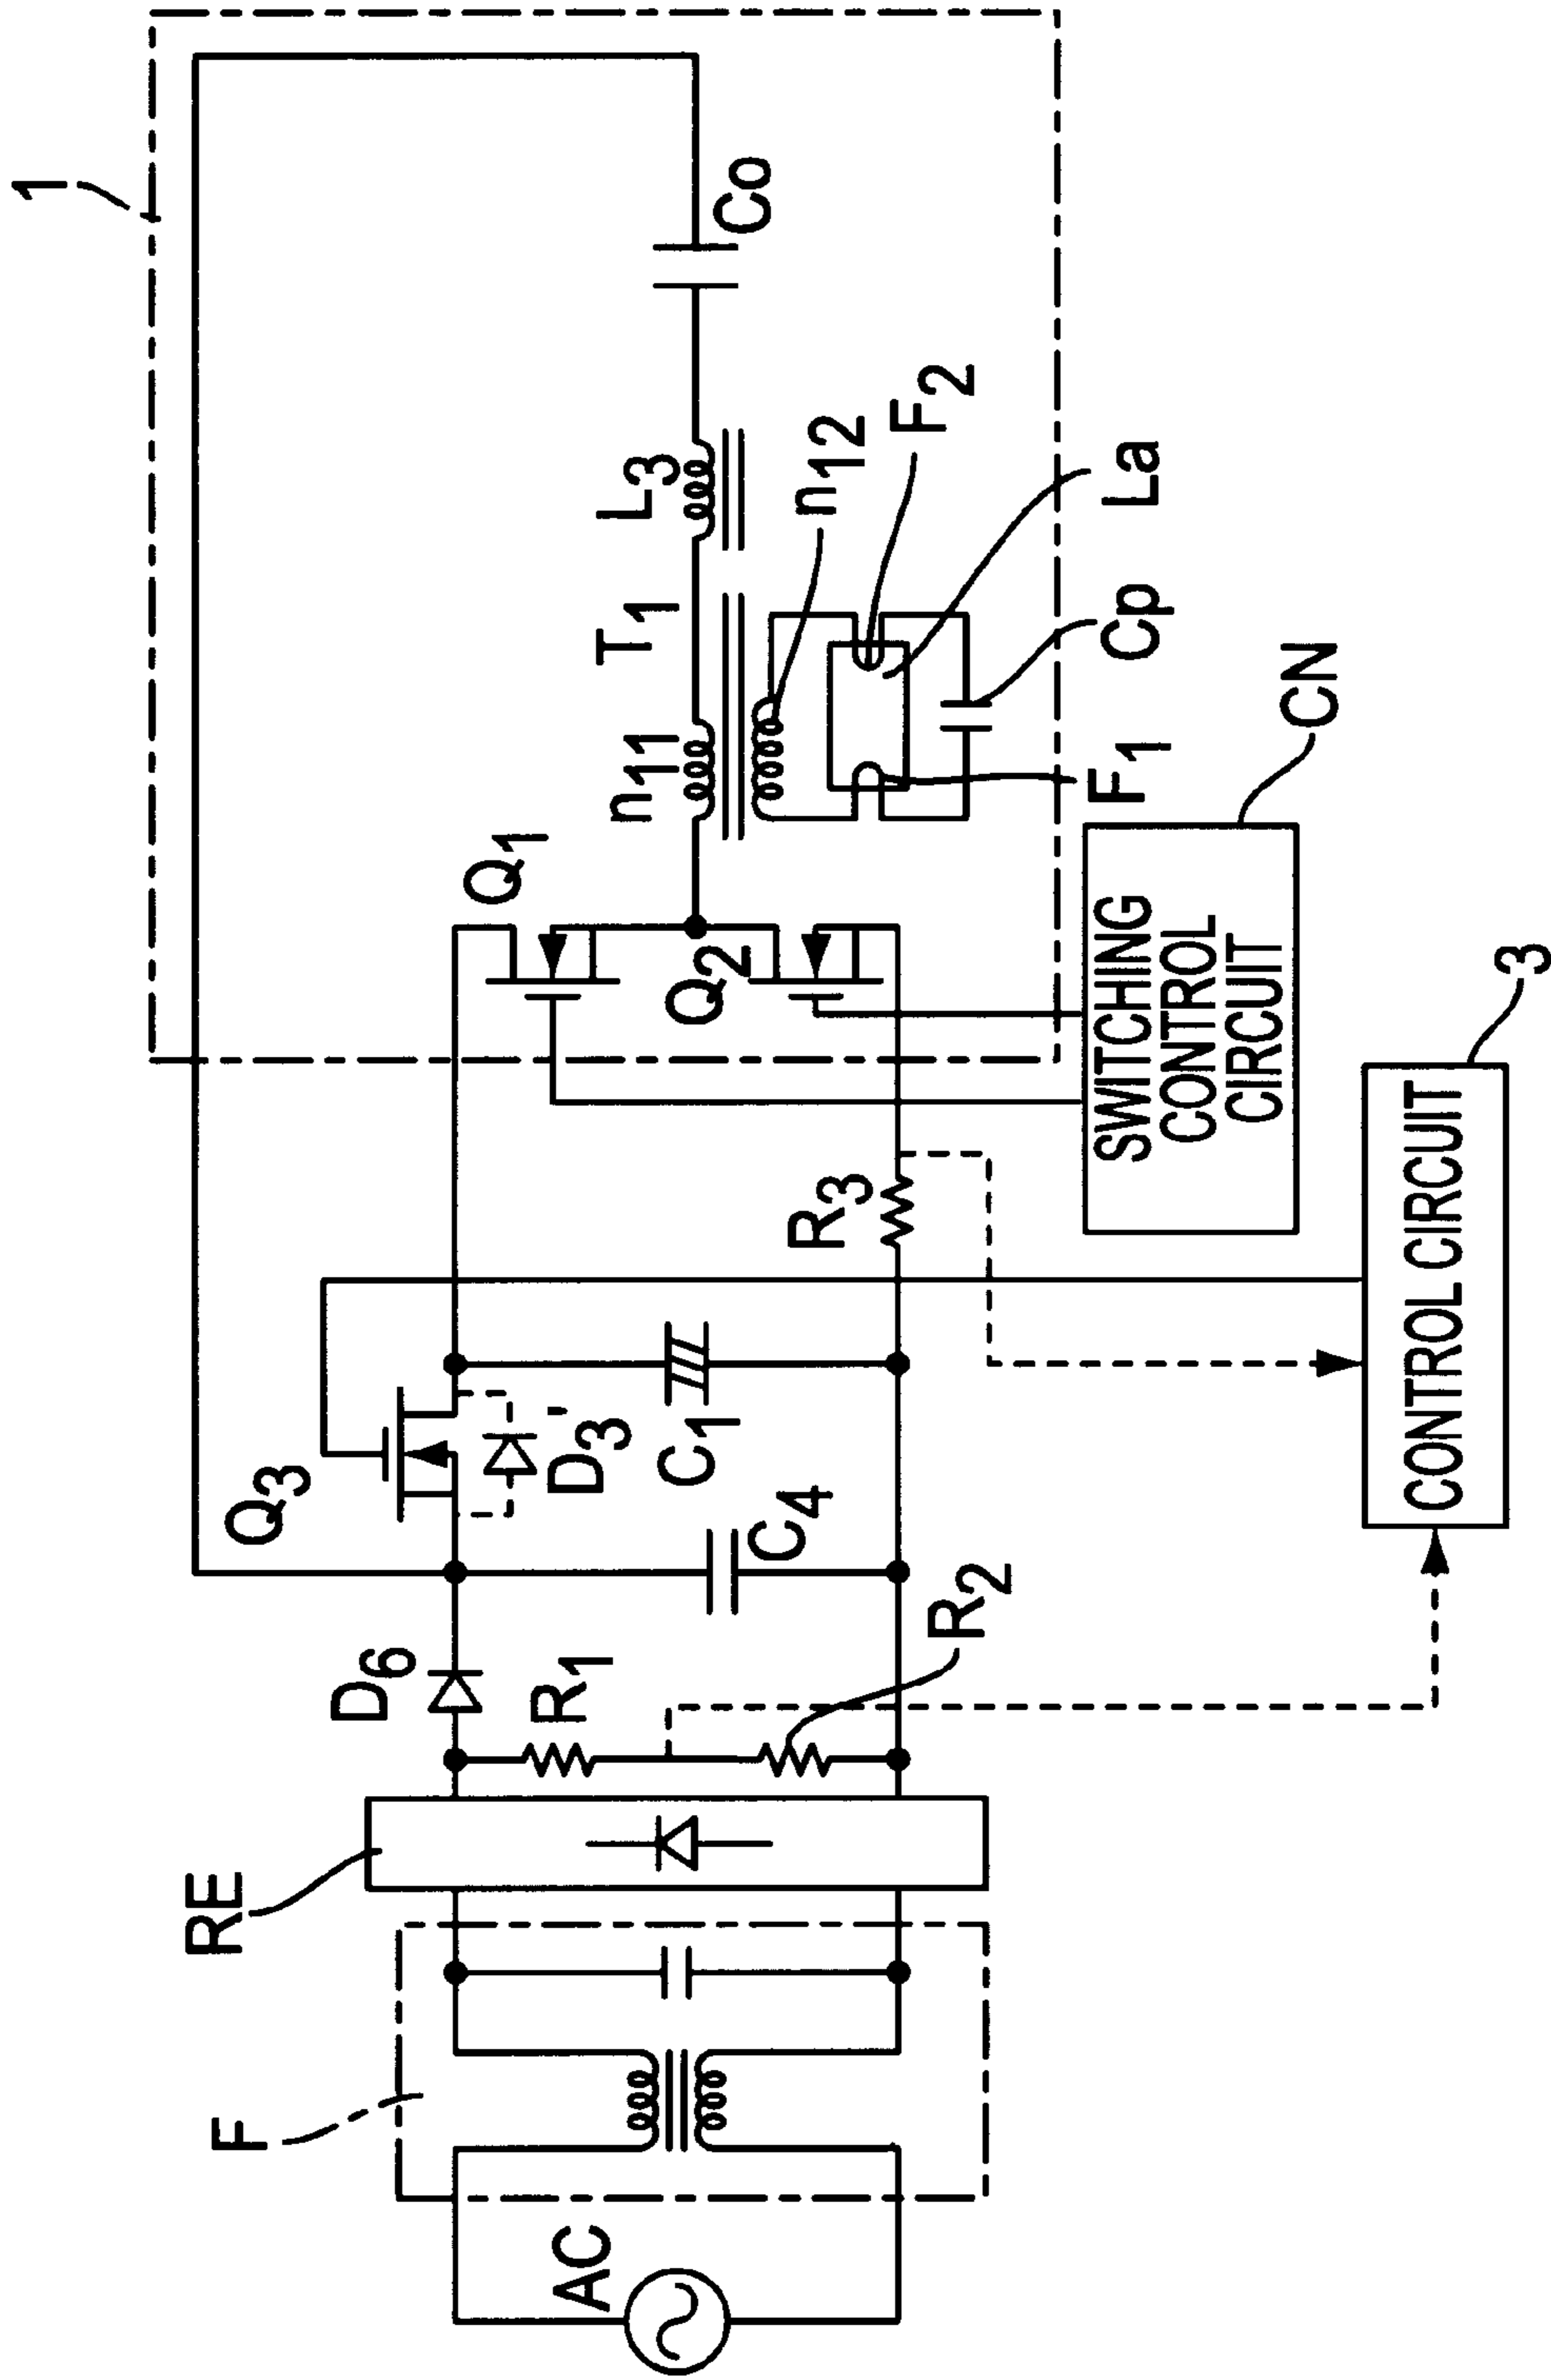 1
Co
L3
T1
n11
n12
F2
La
Cp
F1
CN
Q1
Q2
SWITCHING
CONTROL
CIRCUIT
3
CONTROL CIRCUIT
R3
Q3
D3'
C1
C4
R2
D6
R1
RE
F
AC